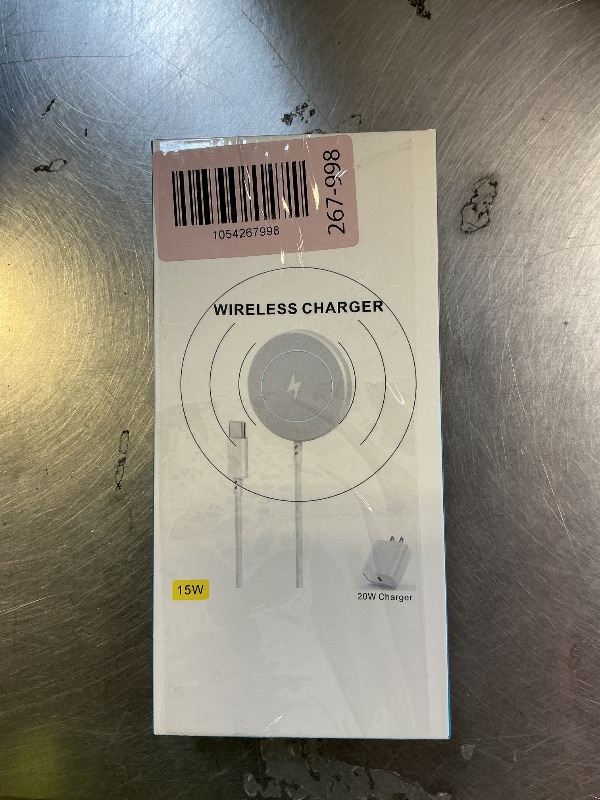 1054267998
267-998
WIRELESS CHARGER
15W
20W Charger